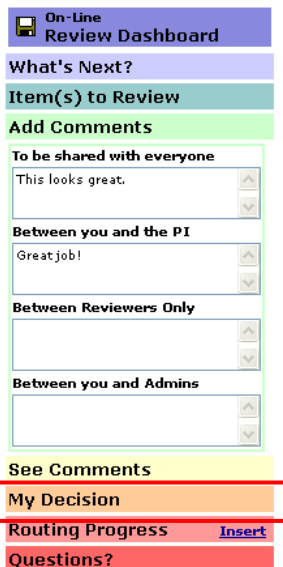 On-Line
Review Dashboard
What's Next?
Item(s) to Review
Add Comments
To be shared with everyone
This looks great.
Between you and the PI
Great job!
Between Reviewers Only
Between you and Admins
See Comments
My Decision
Routing Progress Insert
Questions?